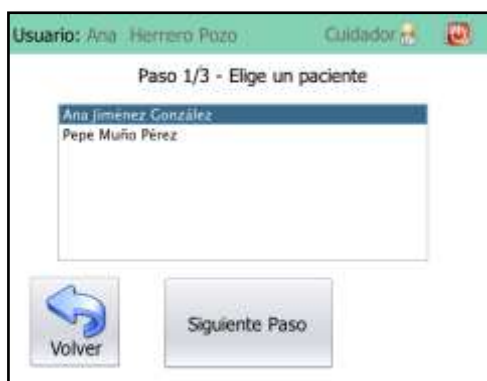 Usuario: Ana Herrero Pozo Cuidador
Paso 1/3 - Elige un paciente
Ana Jiménez González
Pepe Muño Pérez
Volver
Siguiente Paso